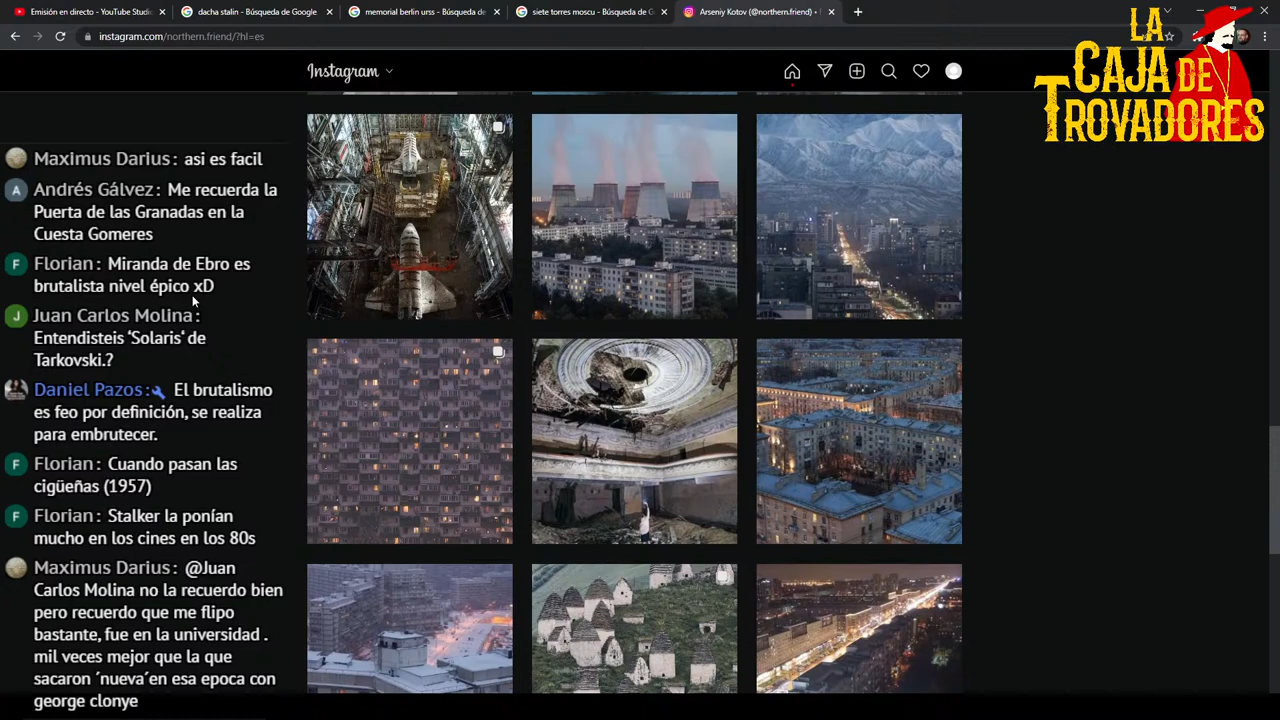 Emisión en directo - YouTube Studi
dacha stalin - Búsqueda de Google
memorial berlin urss - Búsqueda de
siete torres moscu - Búsqueda de G
Arseniy Kotov (@northern.friend) •
instagram.com/northern.friend/?hl=es
LA
CAJA DE
TROVADORES
Instagram
Maximus Darius: asi es facil
Andrés Gálvez: Me recuerda la
Puerta de las Granadas en la
Cuesta Gomeres
Florian: Miranda de Ebro es
brutalista nivel épico xD
Juan Carlos Molina:
Entendisteis ‘Solaris‘ de
Tarkovski.?
Daniel Pazos: El brutalismo
es feo por definición, se realiza
para embrutecer.
Florian: Cuando pasan las
cigüeñas (1957)
Florian: Stalker la ponían
mucho en los cines en los 80s
Maximus Darius: @Juan
Carlos Molina no la recuerdo bien
pero recuerdo que me flipo
bastante, fue en la universidad .
mil veces mejor que la que
sacaron ´nueva´en esa epoca con
george clonye